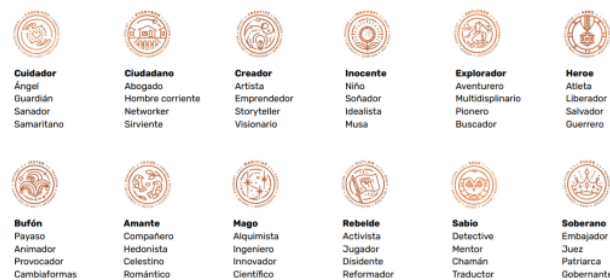 Cuidador
Ángel
Guardián
Sanador
Samaritano
Ciudadano
Abogado
Hombre corriente
Networker
Sirviente
Creador
Artista
Emprendedor
Storyteller
Visionario
Inocente
Niño
Soñador
Idealista
Musa
Explorador
Aventurero
Multidisplinario
Pionero
Buscador
Heroe
Atleta
Liberador
Salvador
Guerrero
Bufón
Payaso
Animador
Provocador
Cambiaformas
Amante
Compañero
Hedonista
Celestino
Romántico
Mago
Alquimista
Ingeniero
Innovador
Científico
Rebelde
Activista
Jugador
Disidente
Reformador
Sabio
Detective
Mentor
Chamán
Traductor
Soberano
Embajador
Juez
Patriarca
Gobernante